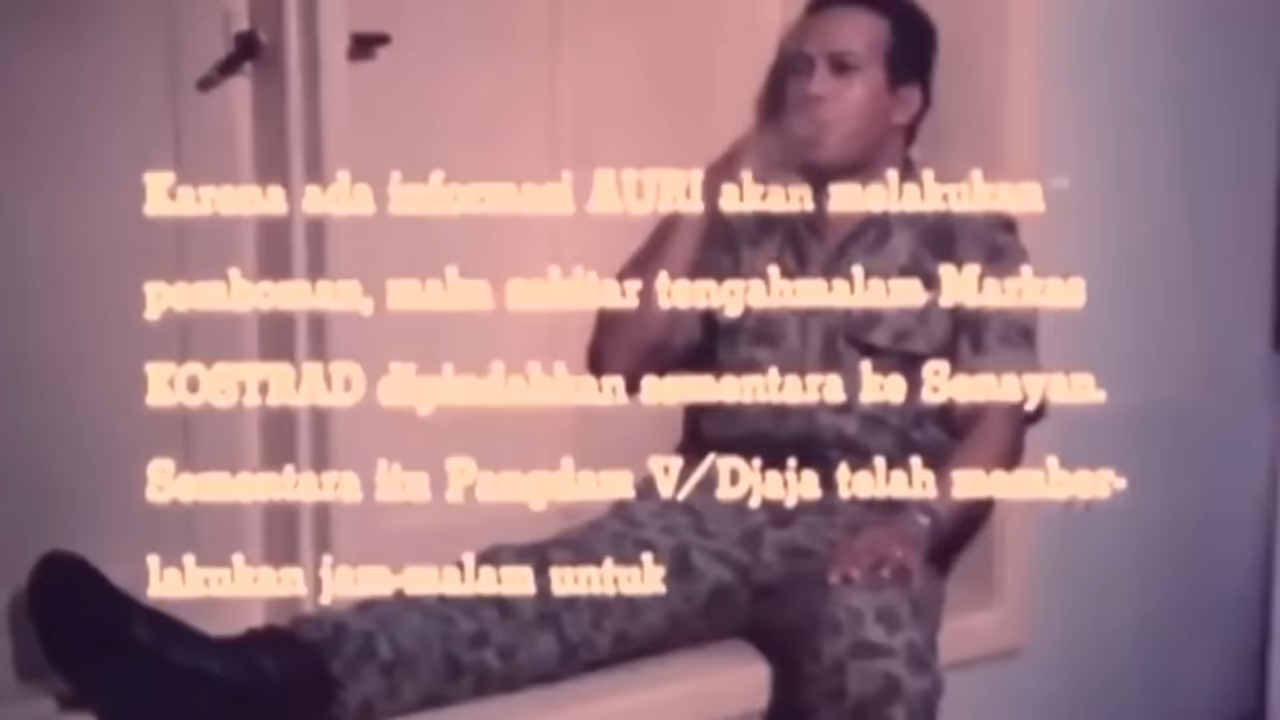 Karena ada informasi AURI akan melakukan
pemboman, maka sekitar tengahmalam Markas
KOSTRAD dipindahkan sementara ke Senayan.
Sementara itu Pangdam V/Djaja telah member-
lakukan jam-malam untuk